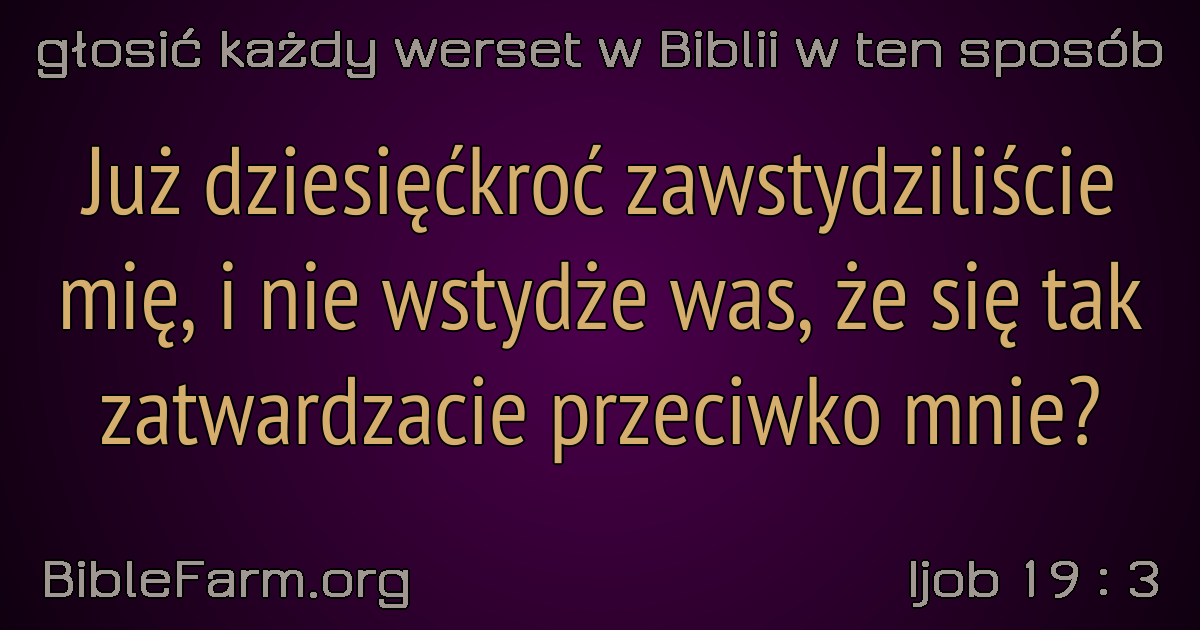 głosić każdy werset w Biblii w ten sposób
Już dziesięćkroć zawstydziliście
mię, i nie wstydże was, że się tak
zatwardzacie przeciwko mnie?
BibleFarm.org
Ijob 19 : 3